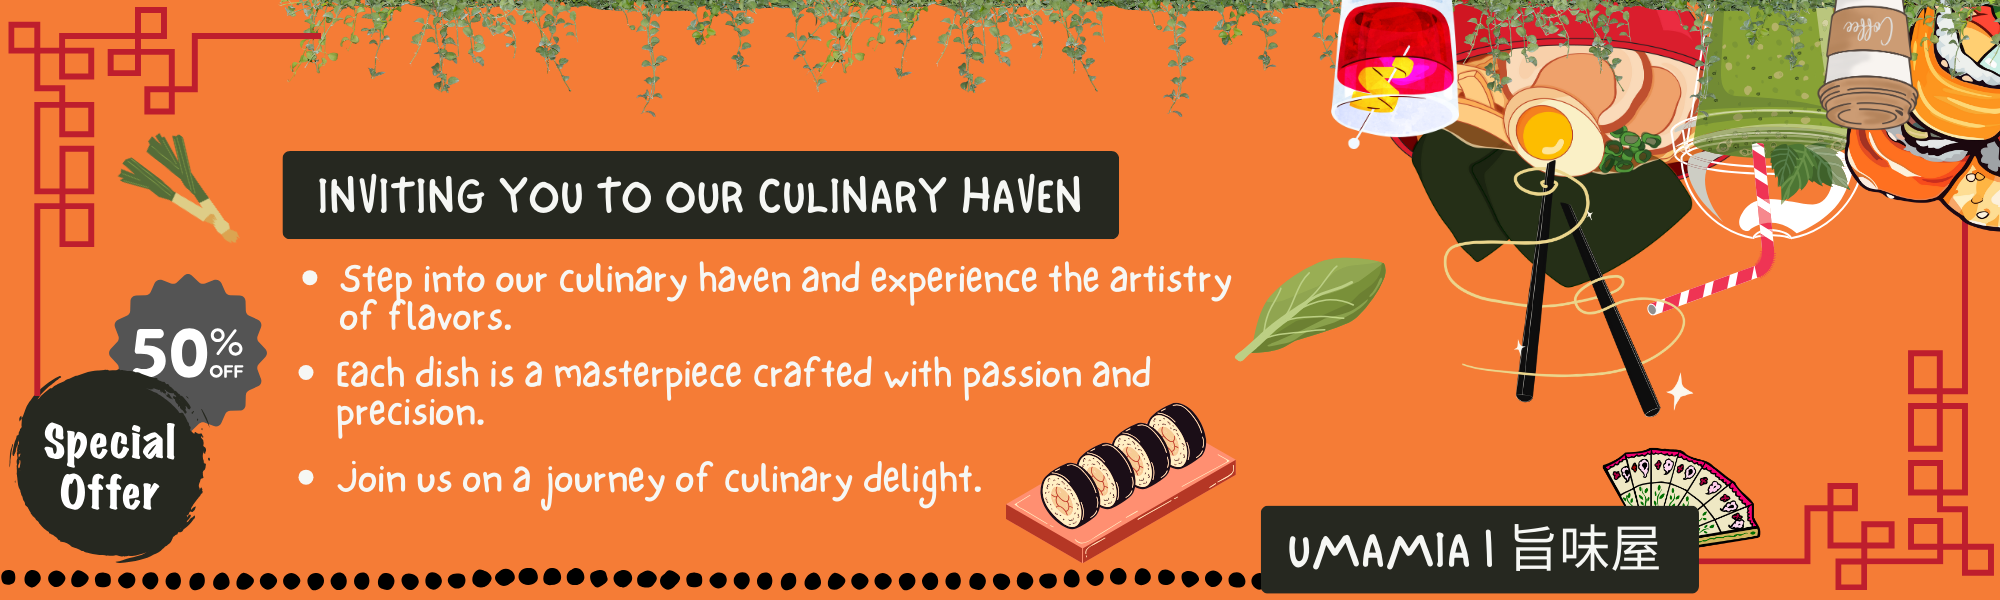 INVITING YOU TO OUR CULINARY HAVEN
• Step into our culinary haven and experience the artistry
of flavors.
• Each dish is a masterpiece crafted with passion and
precision.
• Join us on a journey of culinary delight.
50% OFF
Special
Offer
Coffee
UMAMIA | 旨味屋